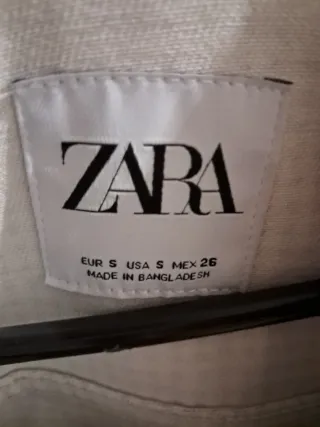 ZARA
EUR S USA S MEX 26
MADE IN BANGLADESH